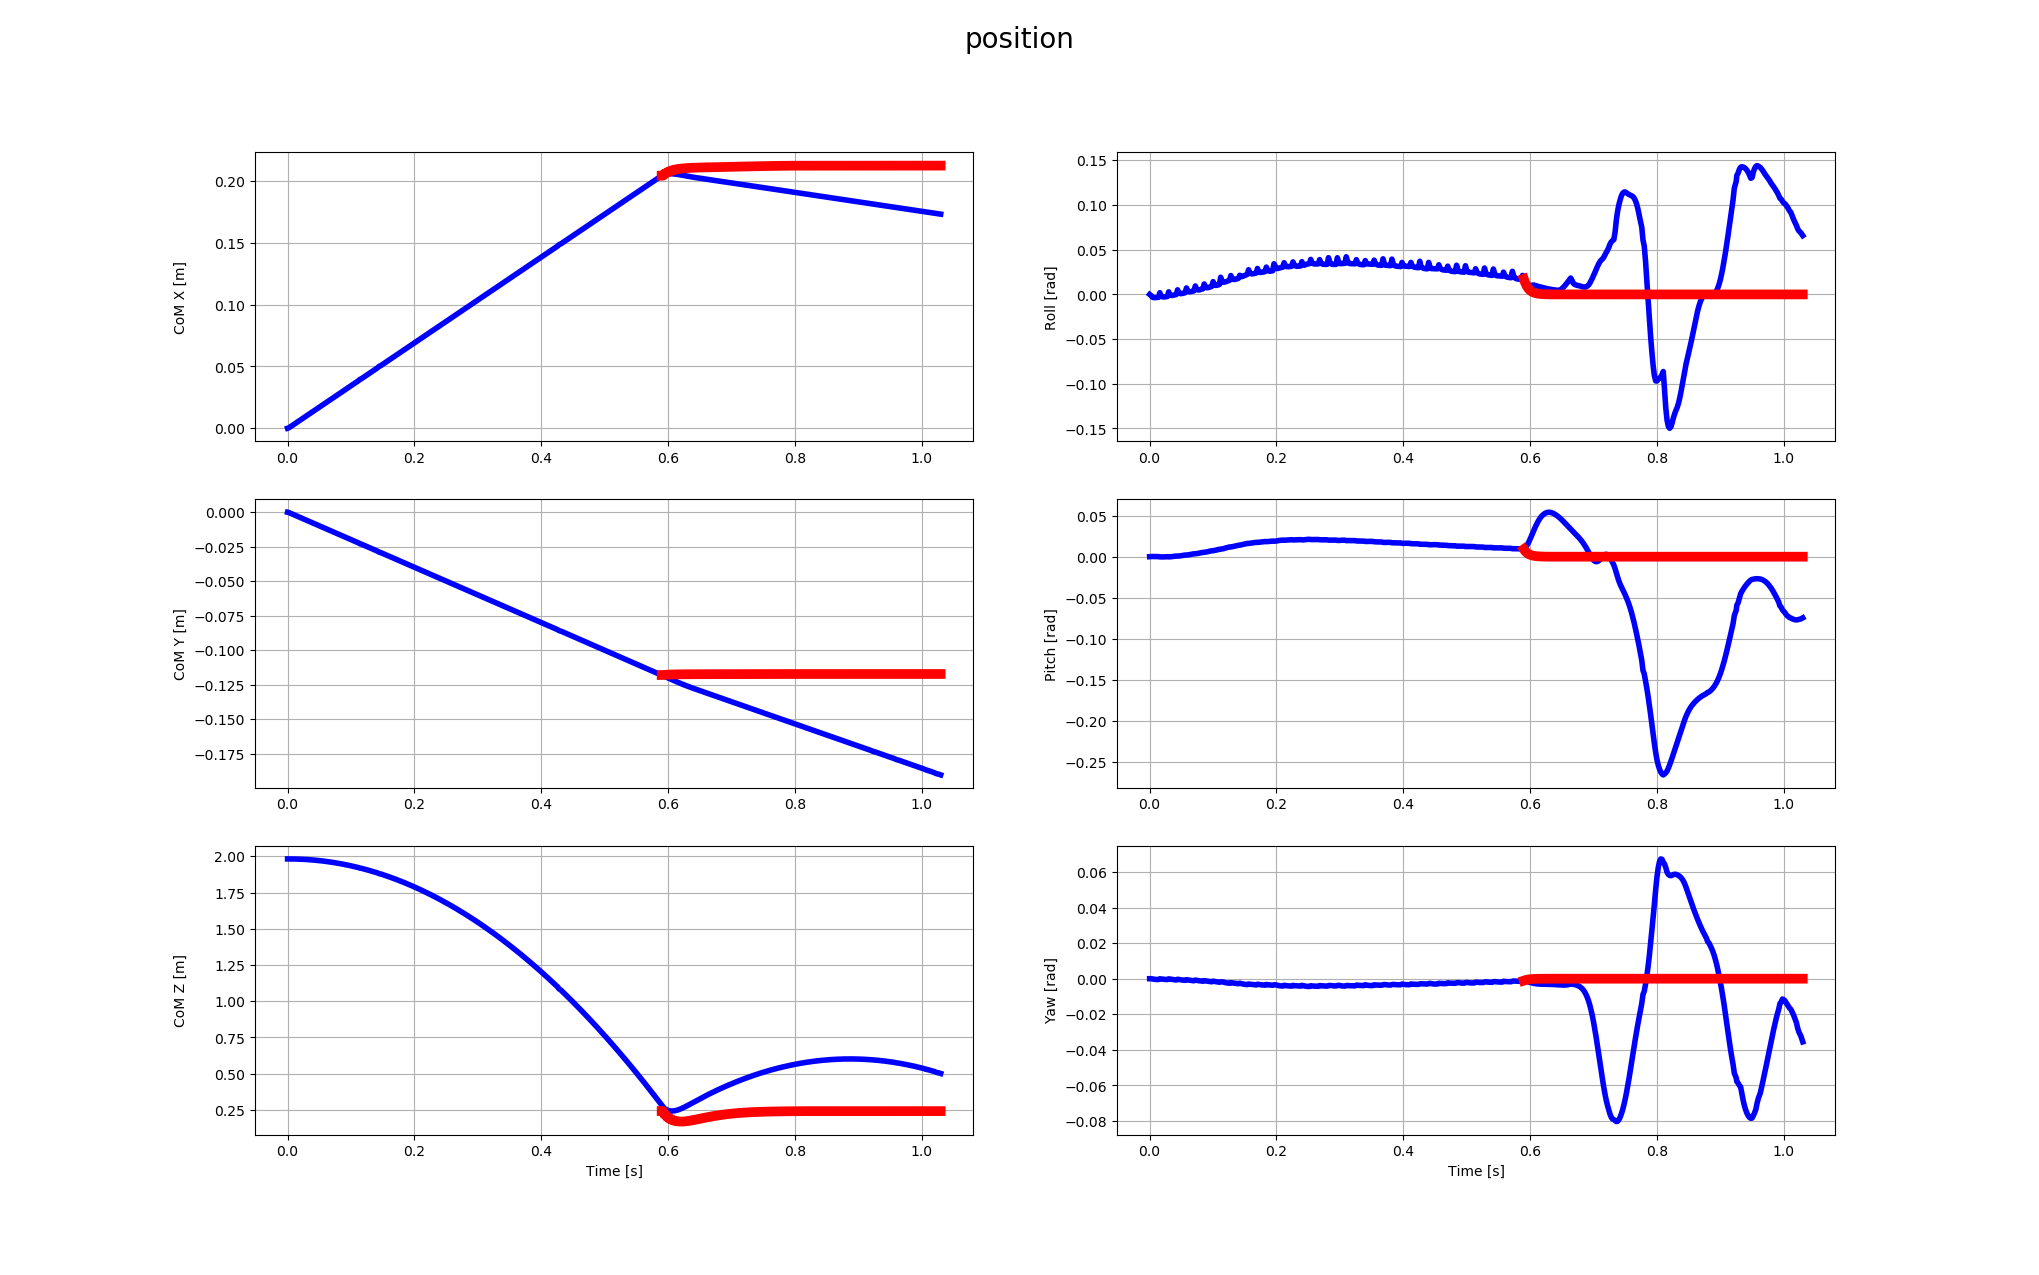 position
CoM X [m]
0.20
0.15
0.10
0.05
0.00
0.0 0.2 0.4 0.6 0.8 1.0
Roll [rad]
0.15
0.10
0.05
0.00
−0.05
−0.10
−0.15
0.0 0.2 0.4 0.6 0.8 1.0
CoM Y [m]
0.000
−0.025
−0.050
−0.075
−0.100
−0.125
−0.150
−0.175
0.0 0.2 0.4 0.6 0.8 1.0
Pitch [rad]
0.05
0.00
−0.05
−0.10
−0.15
−0.20
−0.25
0.0 0.2 0.4 0.6 0.8 1.0
CoM Z [m]
2.00
1.75
1.50
1.25
1.00
0.75
0.50
0.25
0.0 0.2 0.4 0.6 0.8 1.0
Time [s]
Yaw [rad]
0.06
0.04
0.02
0.00
−0.02
−0.04
−0.06
−0.08
0.0 0.2 0.4 0.6 0.8 1.0
Time [s]